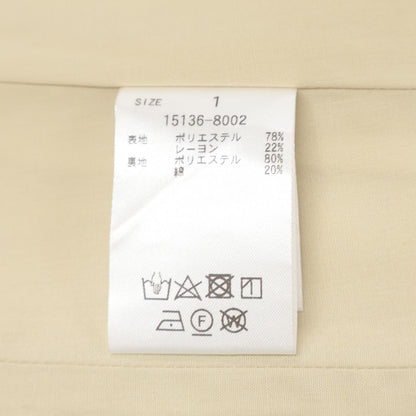 SIZE 1
15136-8002
表地 ポリエステル 78%
レーヨン 22%
裏地 ポリエステル 80%
綿 20%
F W